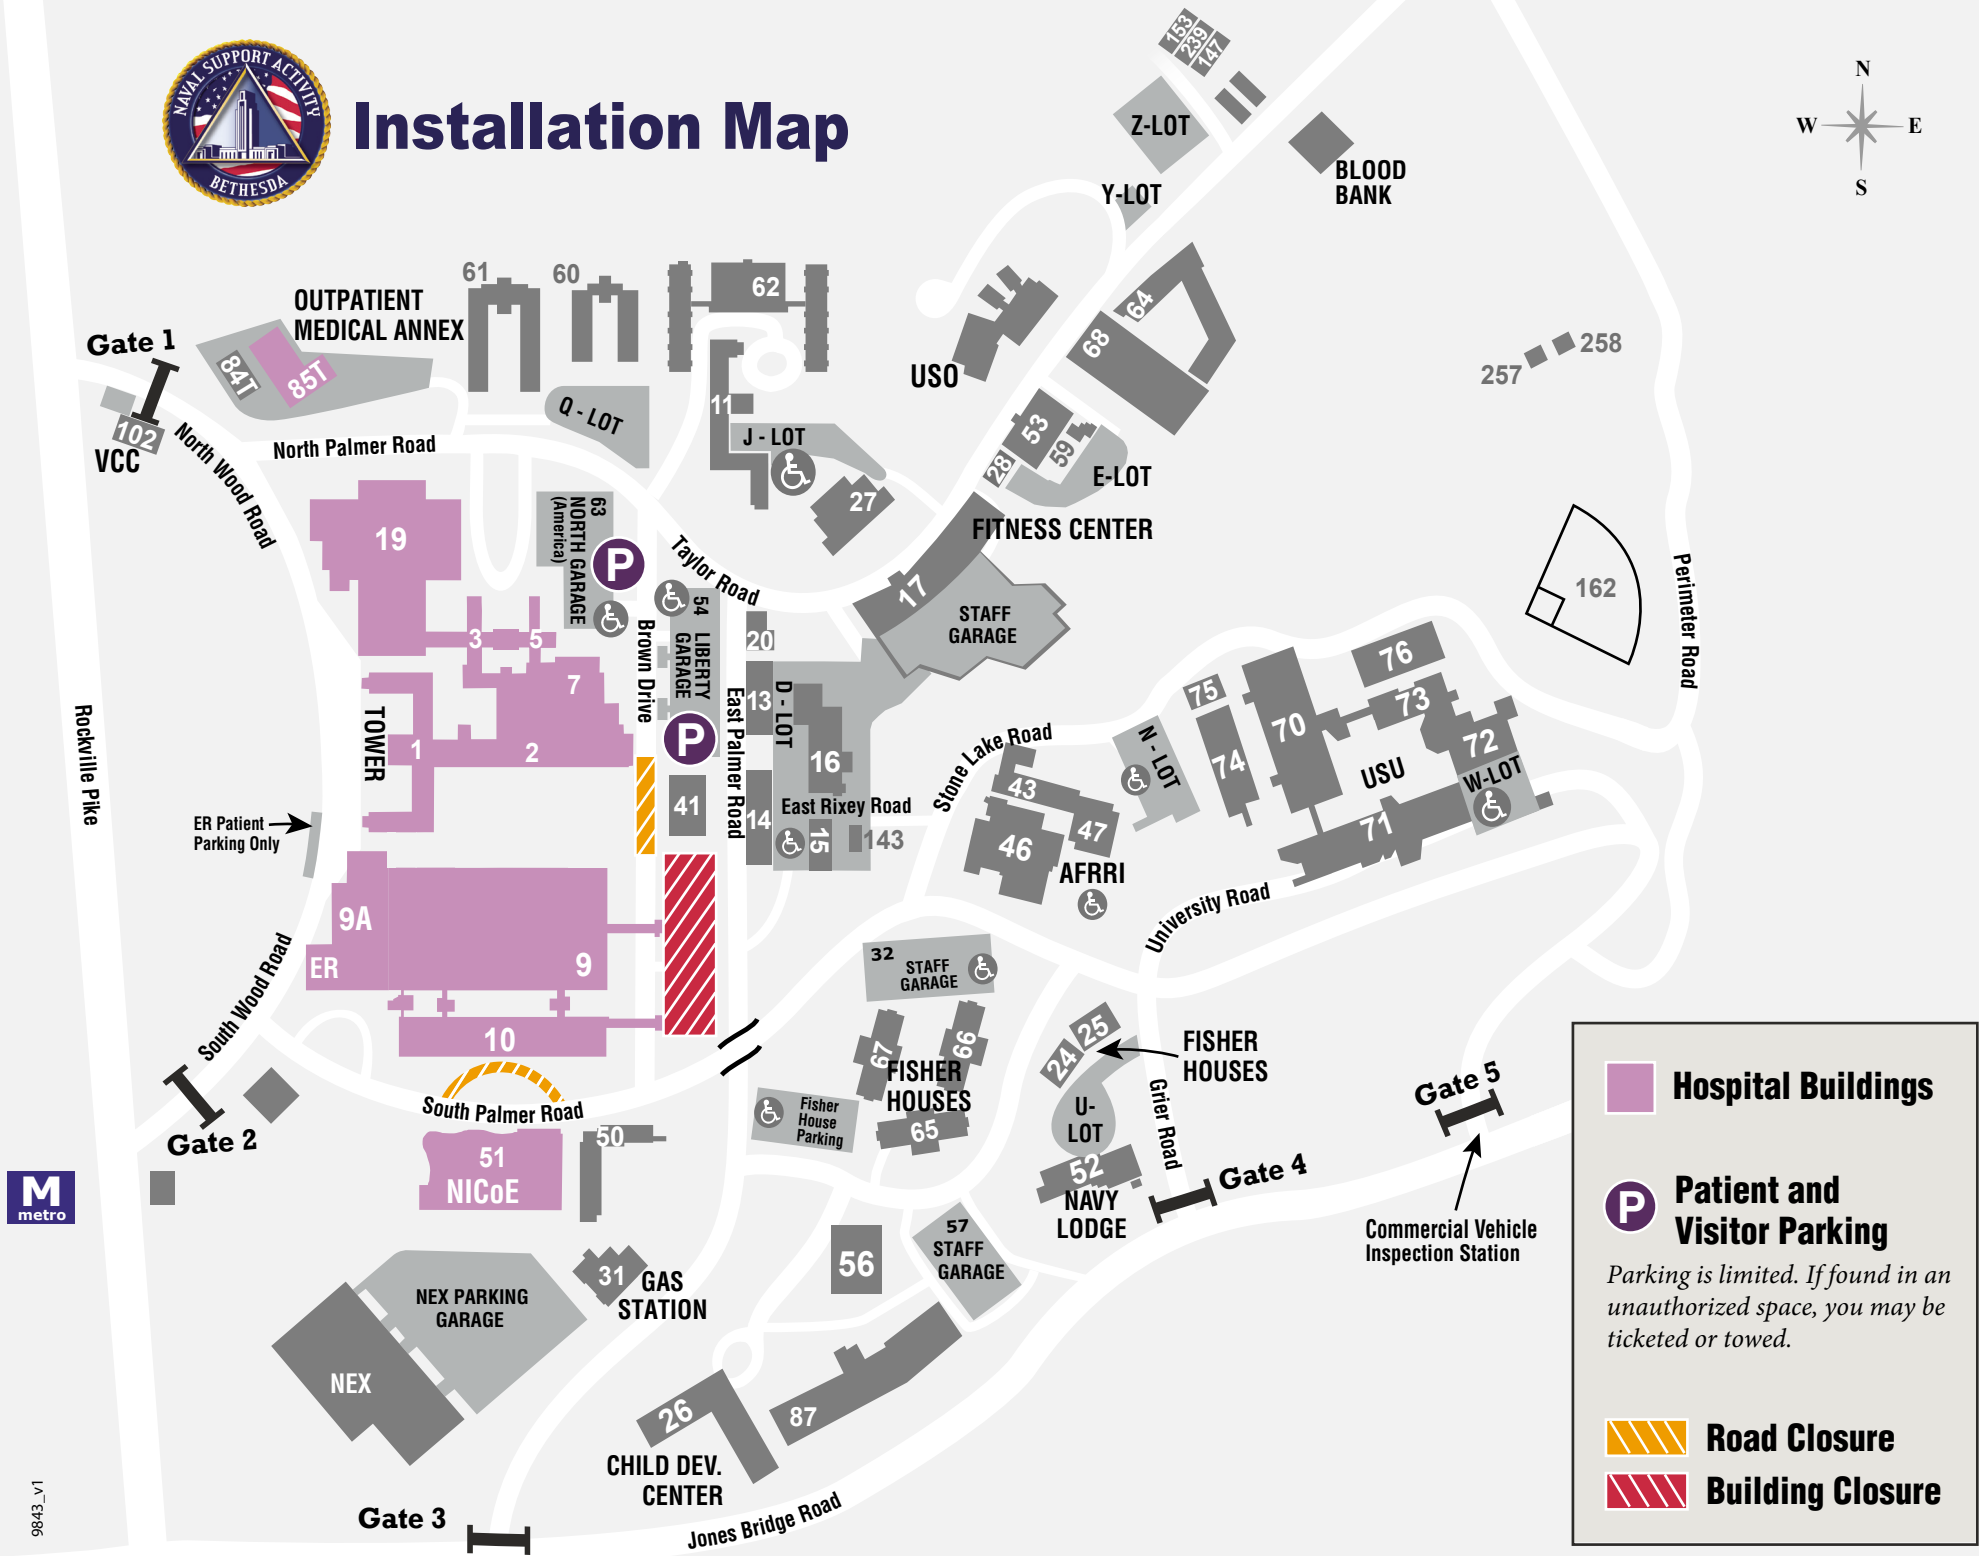 NAVAL SUPPORT ACTIVITY
BETHESDA
Installation Map
153
239
147
Z-LOT
Y-LOT
BLOOD
BANK
N
W
E
S
61
60
62
OUTPATIENT
MEDICAL ANNEX
84T
85T
Gate 1
102
VCC
North Wood Road
North Palmer Road
Q - LOT
11
J - LOT
27
USO
64
68
53
59
28
E-LOT
FITNESS CENTER
17
STAFF
GARAGE
257
258
162
Perimeter Road
19
63
NORTH GARAGE
(America)
P
Taylor Road
54
LIBERTY
GARAGE
P
Brown Drive
East Palmer Road
3
5
7
TOWER
1
2
20
13
D - LOT
16
41
14
East Rixey Road
15
143
Rockville Pike
ER Patient
Parking Only
Stone Lake Road
43
46
47
AFRRI
N - LOT
75
74
70
76
73
72
USU
W-LOT
71
University Road
9A
ER
9
10
South Wood Road
Gate 2
South Palmer Road
51
NICoE
50
M
metro
32
STAFF
GARAGE
67
66
FISHER
HOUSES
65
Fisher
House
Parking
24
25
FISHER
HOUSES
U-
LOT
Grier Road
52
NAVY
LODGE
Gate 4
Gate 5
Commercial Vehicle
Inspection Station
56
57
STAFF
GARAGE
31
GAS
STATION
NEX PARKING
GARAGE
NEX
26
87
CHILD DEV.
CENTER
Gate 3
Jones Bridge Road
9843_v1
Hospital Buildings
P
Patient and
Visitor Parking
Parking is limited. If found in an
unauthorized space, you may be
ticketed or towed.
Road Closure
Building Closure